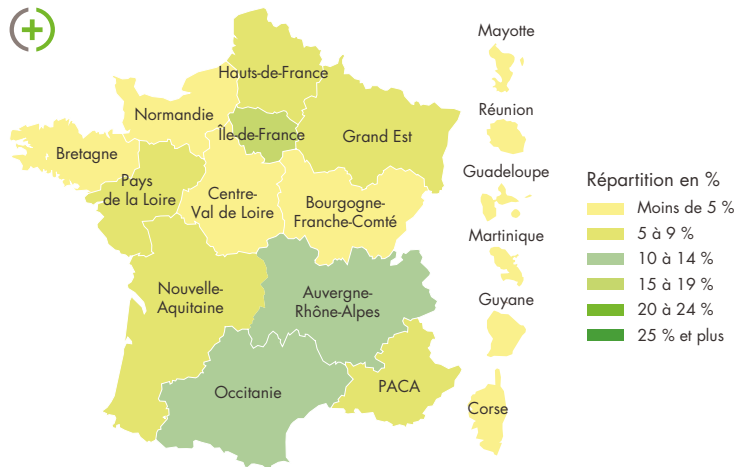 Hauts-de-France
Normandie
Île-de-France
Grand Est
Bretagne
Pays
de la Loire
Centre-
Val de Loire
Bourgogne-
Franche-Comté
Nouvelle-
Aquitaine
Auvergne-
Rhône-Alpes
Occitanie
PACA
Mayotte
Réunion
Guadeloupe
Martinique
Guyane
Corse
Répartition en %
Moins de 5 %
5 à 9 %
10 à 14 %
15 à 19 %
20 à 24 %
25 % et plus